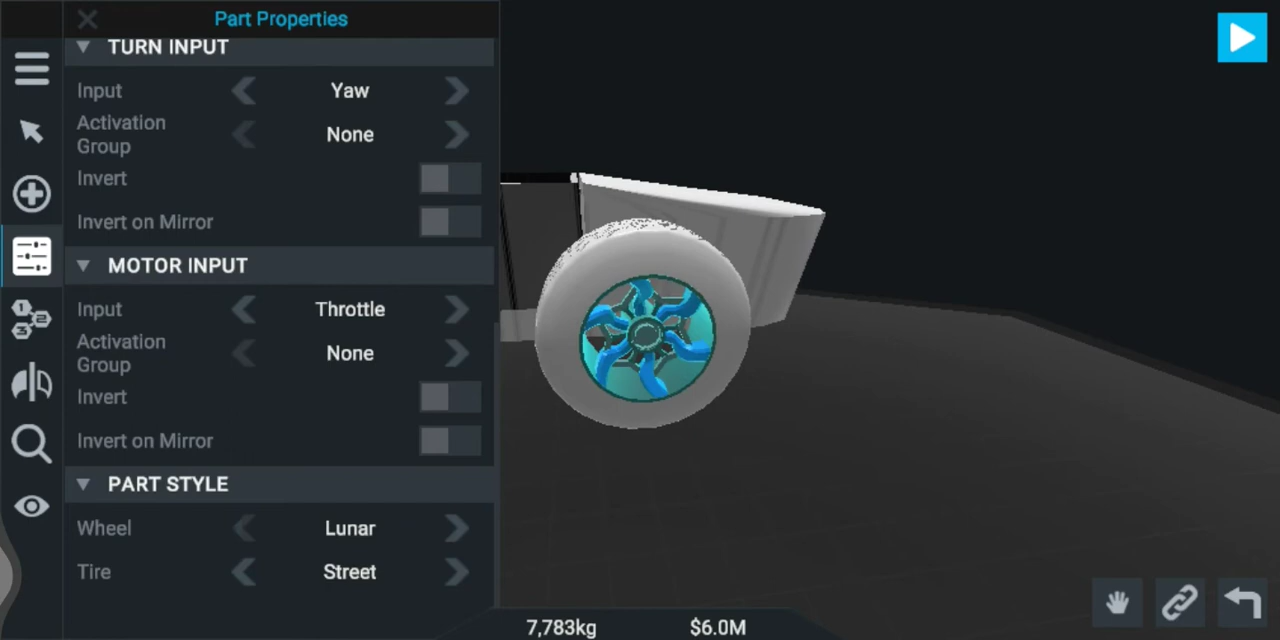 Part Properties
TURN INPUT
Input Yaw
Activation Group None
Invert
Invert on Mirror
MOTOR INPUT
Input Throttle
Activation Group None
Invert
Invert on Mirror
PART STYLE
Wheel Lunar
Tire Street
7,783kg $6.0M